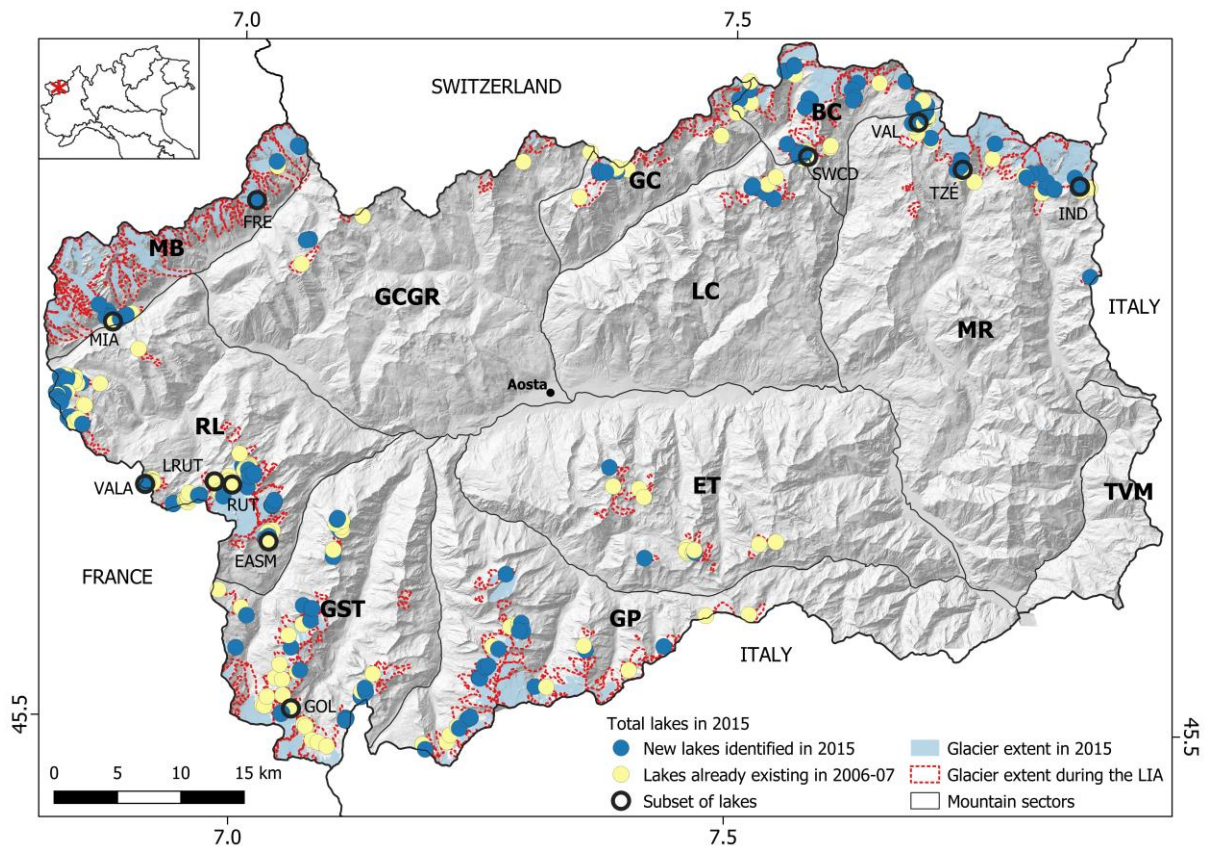 7.0
7.5
SWITZERLAND
BC
VAL
GC
SWCD
TZÉ
IND
FRE
MB
GCGR
LC
MR
ITALY
MIA
Aosta
RL
LRUT
VALA
RUT
ET
TVM
EASM
FRANCE
GST
GP
ITALY
GOL
45.5
45.5
Total lakes in 2015
New lakes identified in 2015
Lakes already existing in 2006-07
Subset of lakes
Glacier extent in 2015
Glacier extent during the LIA
Mountain sectors
0 5 10 15 km
7.0
7.5